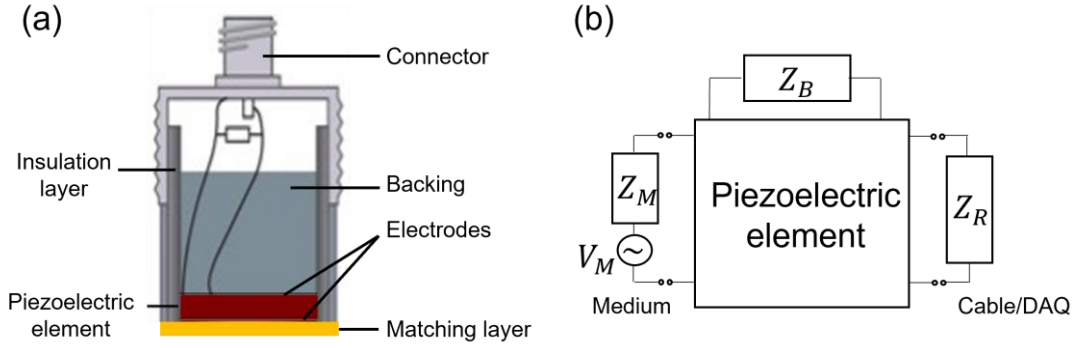 (a)
Connector
Insulation
layer
Backing
Electrodes
Piezoelectric
element
Matching layer
(b)
Z_B
Z_M
V_M
~
Medium
Piezoelectric
element
Z_R
Cable/DAQ